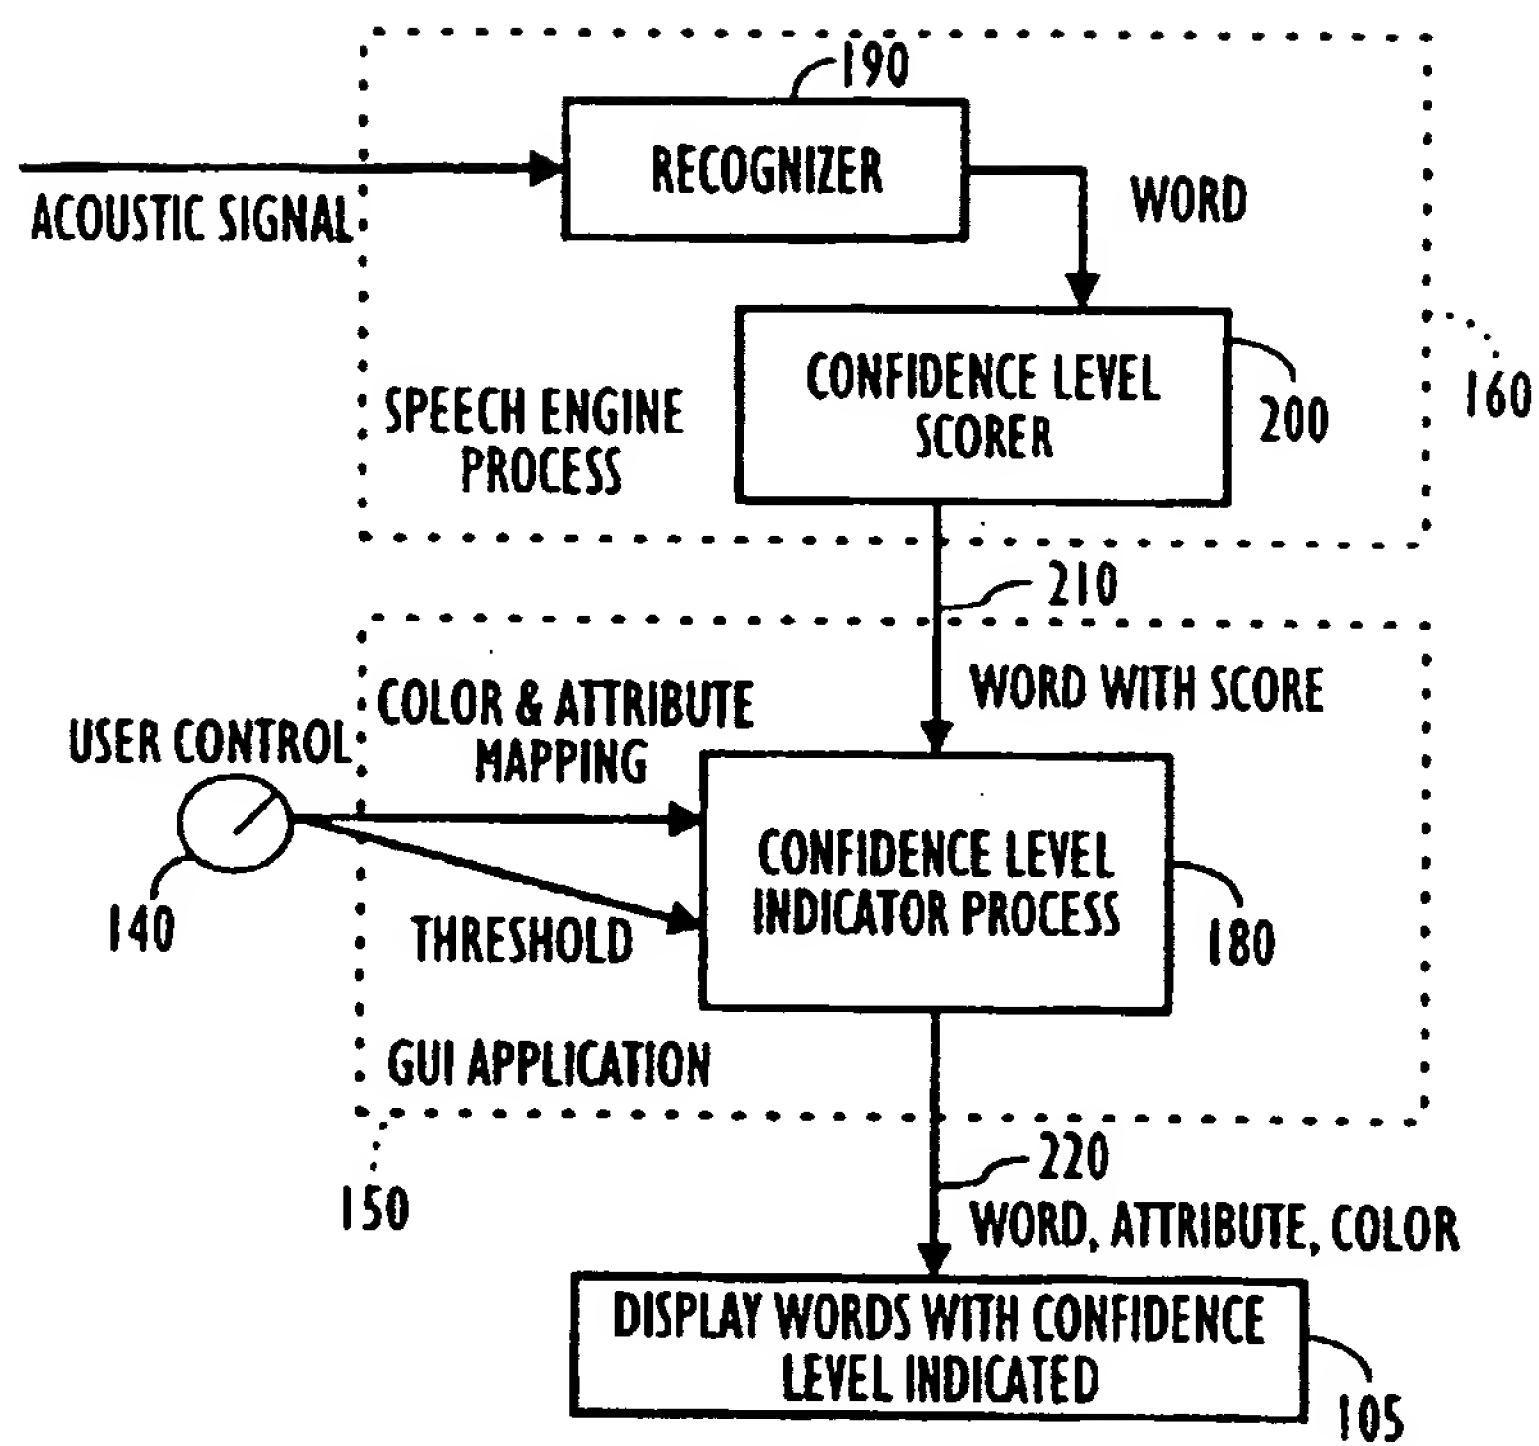 190
RECOGNIZER
ACOUSTIC SIGNAL
WORD
CONFIDENCE LEVEL
SCORER
200
160
SPEECH ENGINE
PROCESS
210
WORD WITH SCORE
COLOR & ATTRIBUTE
MAPPING
USER CONTROL
140
THRESHOLD
CONFIDENCE LEVEL
INDICATOR PROCESS
180
GUI APPLICATION
150
220
WORD, ATTRIBUTE, COLOR
DISPLAY WORDS WITH CONFIDENCE
LEVEL INDICATED
105